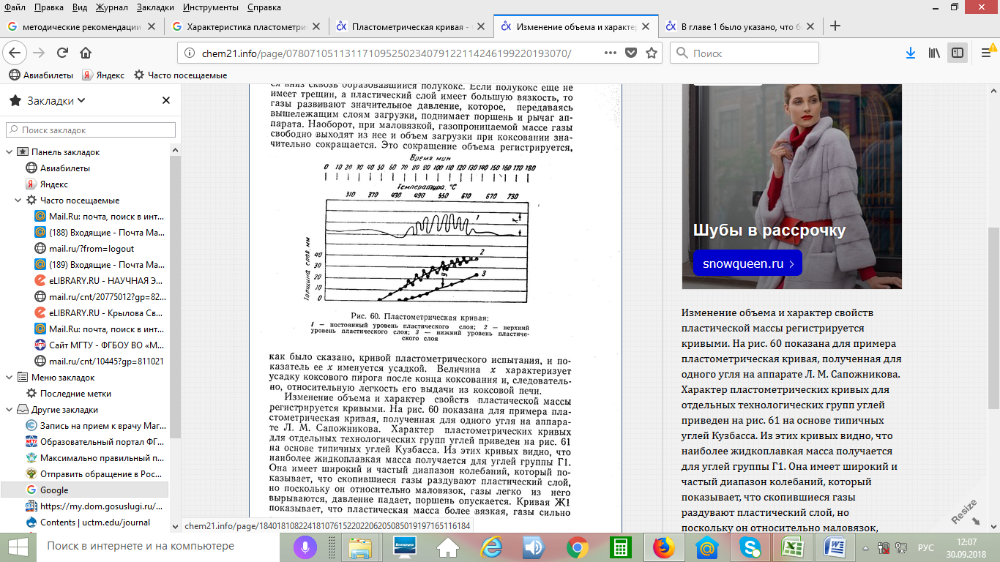 Файл Правка Вид Журнал Закладки Инструменты Справка
методические рекомендации
Характеристика пластометри
Пластометрическая кривая -
Изменение объема и характер
В главе 1 было указано, что б
chem21.info/page/078071051131171095250234079122114246199220193070/
Поиск
Авиабилеты Яндекс Часто посещаемые
Закладки
Поиск закладок
Панель закладок
Авиабилеты
Яндекс
Часто посещаемые
Mail.Ru: почта, поиск в инт...
(188) Входящие - Почта Ma...
mail.ru/?from=logout
(189) Входящие - Почта Ma...
eLIBRARY.RU - НАУЧНАЯ Э...
mail.ru/cnt/20775012?gp=82...
eLIBRARY.RU - Крылова Св...
Mail.Ru: почта, поиск в инт...
Сайт МГТУ - ФГБОУ ВО «М...
mail.ru/cnt/10445?gp=811021
Меню закладок
Последние метки
Другие закладки
Запись на прием к врачу Маг...
Образовательный портал ФГ...
Максимально правильный п...
Отправить обращение в Рос...
Google
https://my.dom.gosuslugi.ru/...
Contents | uctm.edu/journal
ся вниз сквозь образовавшийся полукокс. Если полукокс еще не
имеет трещин, а пластический слой имеет большую вязкость, то
газы развивают значительное давление, которое, передаваясь
вышележащим слоям загрузки, поднимает поршень и рычаг ап-
парата. Наоборот, при маловязкой, газопроницаемой массе газы
свободно выходят из нее и объем загрузки при коксовании зна-
чительно сокращается. Это сокращение объема регистрируется,
Время мин
0 10 20 30 40 50 60 70 80 90 100 110 120 130 140 150 160 170 180
Температура, °С
310 370 430 490 550 610 670 730
1
x
Толщина слоя, мм
40
30
20
10
0
2
y
3
Рис. 60. Пластометрическая кривая:
1 — постоянный уровень пластического слоя; 2 — верхний
уровень пластического слоя; 3 — нижний уровень пластиче-
ского слоя
как было сказано, кривой пластометрического испытания, и по-
казатель ее x именуется усадкой. Величина x характеризует
усадку коксового пирога после конца коксования и, следователь-
но, относительную легкость его выдачи из коксовой печи.
Изменение объема и характер свойств пластической массы
регистрируется кривыми. На рис. 60 показана для примера пла-
стометрическая кривая, полученная для одного угля на аппара-
те Л. М. Сапожникова. Характер пластометрических кривых
для отдельных технологических групп углей приведен на рис. 61
на основе типичных углей Кузбасса. Из этих кривых видно, что
наиболее жидкоплавкая масса получается для углей группы Г1.
Она имеет широкий и частый диапазон колебаний, который по-
казывает, что скопившиеся газы раздувают пластический слой,
но поскольку он относительно маловязок, газы легко из него
вырываются, давление падает, поршень опускается. Кривая Ж1
показывает, что пластическая масса более вязкая, газы сильно
chem21.info/page/184018108224181076152202206205085019197165116184
Шубы в рассрочку
snowqueen.ru
Изменение объема и характер свойств
пластической массы регистрируется
кривыми. На рис. 60 показана для примера
пластометрическая кривая, полученная для
одного угля на аппарате Л. М. Сапожникова.
Характер пластометрических кривых для
отдельных технологических групп углей
приведен на рис. 61 на основе типичных
углей Кузбасса. Из этих кривых видно, что
наиболее жидкоплавкая масса получается
для углей группы Г1. Она имеет широкий и
частый диапазон колебаний, который
показывает, что скопившиеся газы
раздувают пластический слой, но
поскольку он относительно маловязок,
Resize
Поиск в интернете и на компьютере
lenovo
РУС
12:07
30.09.2018